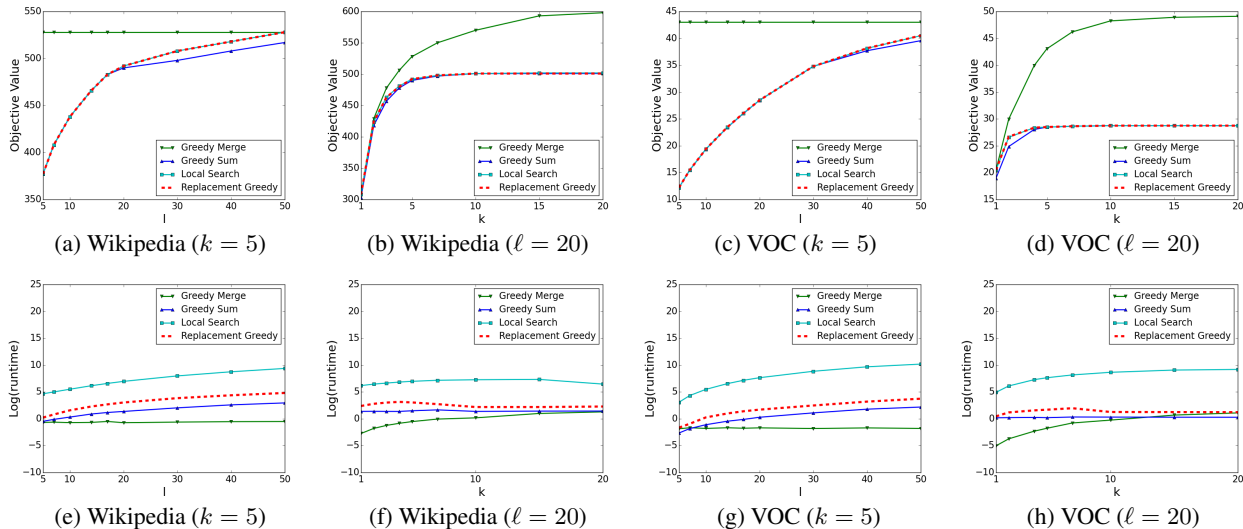 Objective Value
550
500
450
400
350
5
10
20
30
40
50
l
Greedy Merge
Greedy Sum
Local Search
Replacement Greedy
(a) Wikipedia (k = 5)
Objective Value
600
550
500
450
400
350
300
1
5
10
15
20
k
Greedy Merge
Greedy Sum
Local Search
Replacement Greedy
(b) Wikipedia (ℓ = 20)
Objective Value
45
40
35
30
25
20
15
10
5
10
20
30
40
50
l
Greedy Merge
Greedy Sum
Local Search
Replacement Greedy
(c) VOC (k = 5)
Objective Value
50
45
40
35
30
25
20
15
1
5
10
15
20
k
Greedy Merge
Greedy Sum
Local Search
Replacement Greedy
(d) VOC (ℓ = 20)
Log(runtime)
25
20
15
10
5
0
−5
−10
5
10
20
30
40
50
l
Greedy Merge
Greedy Sum
Local Search
Replacement Greedy
(e) Wikipedia (k = 5)
Log(runtime)
25
20
15
10
5
0
−5
−10
1
5
10
15
20
k
Greedy Merge
Greedy Sum
Local Search
Replacement Greedy
(f) Wikipedia (ℓ = 20)
Log(runtime)
25
20
15
10
5
0
−5
−10
5
10
20
30
40
50
l
Greedy Merge
Greedy Sum
Local Search
Replacement Greedy
(g) VOC (k = 5)
Log(runtime)
25
20
15
10
5
0
−5
−10
1
10
20
k
Greedy Merge
Greedy Sum
Local Search
Replacement Greedy
(h) VOC (ℓ = 20)